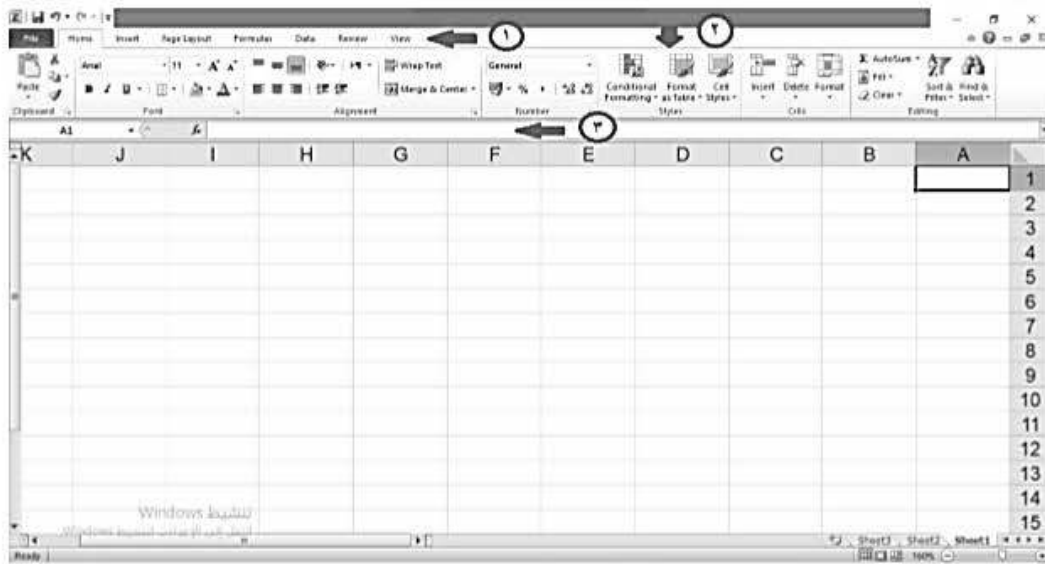 File Home Insert Page Layout Formulas Data Review View ١ ٢
Arial 11 A A Wrap Text General Σ AutoSum
Paste B I U A Merge & Center % Conditional Formatting Format as Table Cell Styles Insert Delete Format Fill Clear Sort & Filter Find & Select
Clipboard Font Alignment Number Styles Cells Editing
A1 fx ٣
K J I H G F E D C B A
1
2
3
4
5
6
7
8
9
10
11
12
13
14
تنشيط Windows
15
Sheet3 Sheet2 Sheet1
Ready 160%